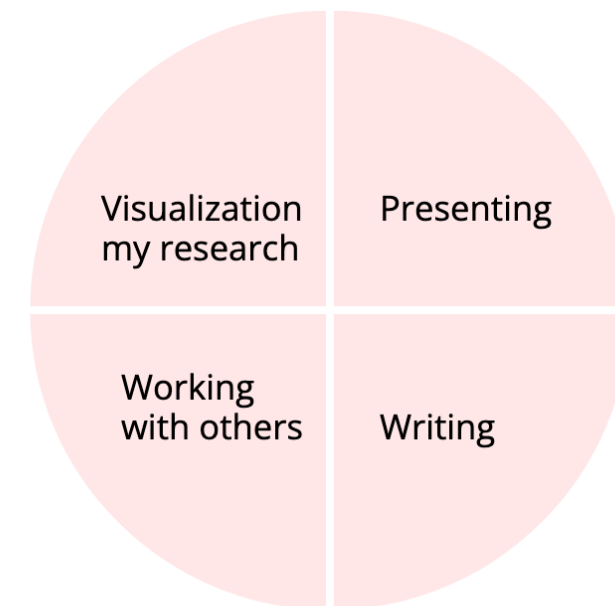 Visualization
my research
Presenting
Working
with others
Writing